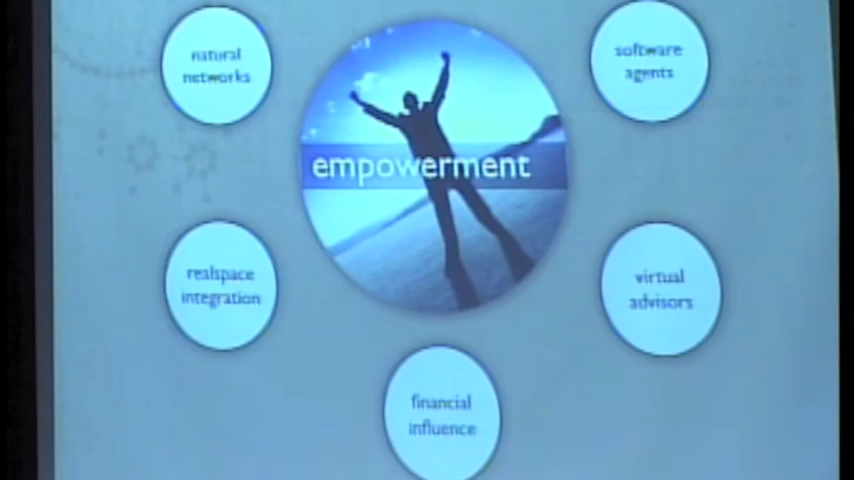 natural
networks
software
agents
empowerment
realspace
integration
virtual
advisors
financial
influence